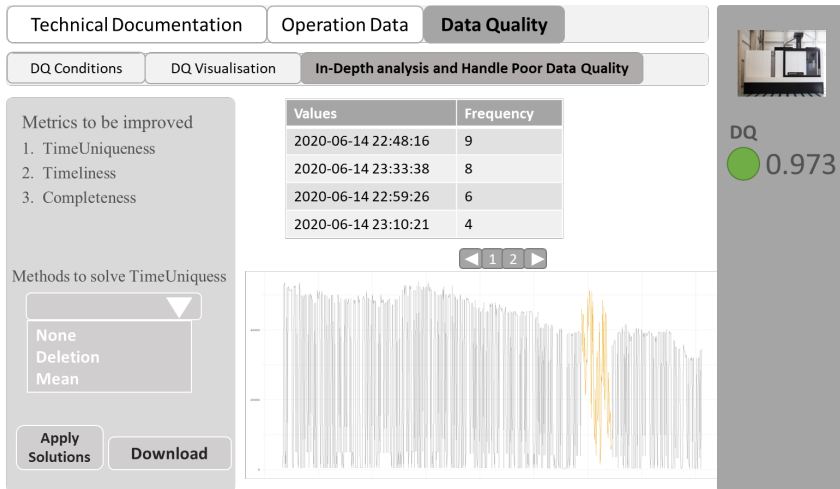 Technical Documentation
Operation Data
Data Quality
DQ Conditions
DQ Visualisation
In-Depth analysis and Handle Poor Data Quality
Metrics to be improved
1. TimeUniqueness
2. Timeliness
3. Completeness
Values Frequency
2020-06-14 22:48:16 9
2020-06-14 23:33:38 8
2020-06-14 22:59:26 6
2020-06-14 23:10:21 4
1 2
DQ
0.973
Methods to solve TimeUniquess
None
Deletion
Mean
Apply
Solutions
Download
0